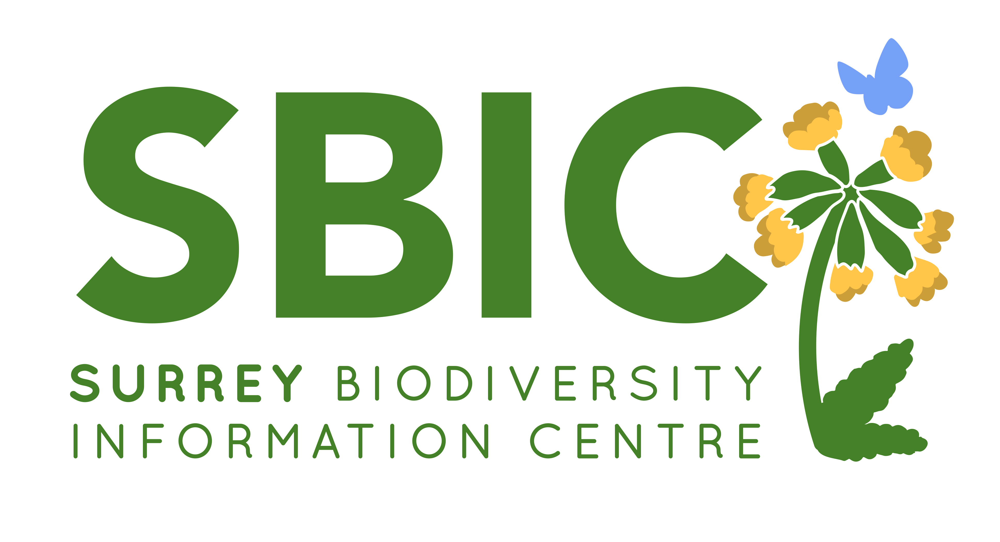 SBIC
SURREY BIODIVERSITY
INFORMATION CENTRE